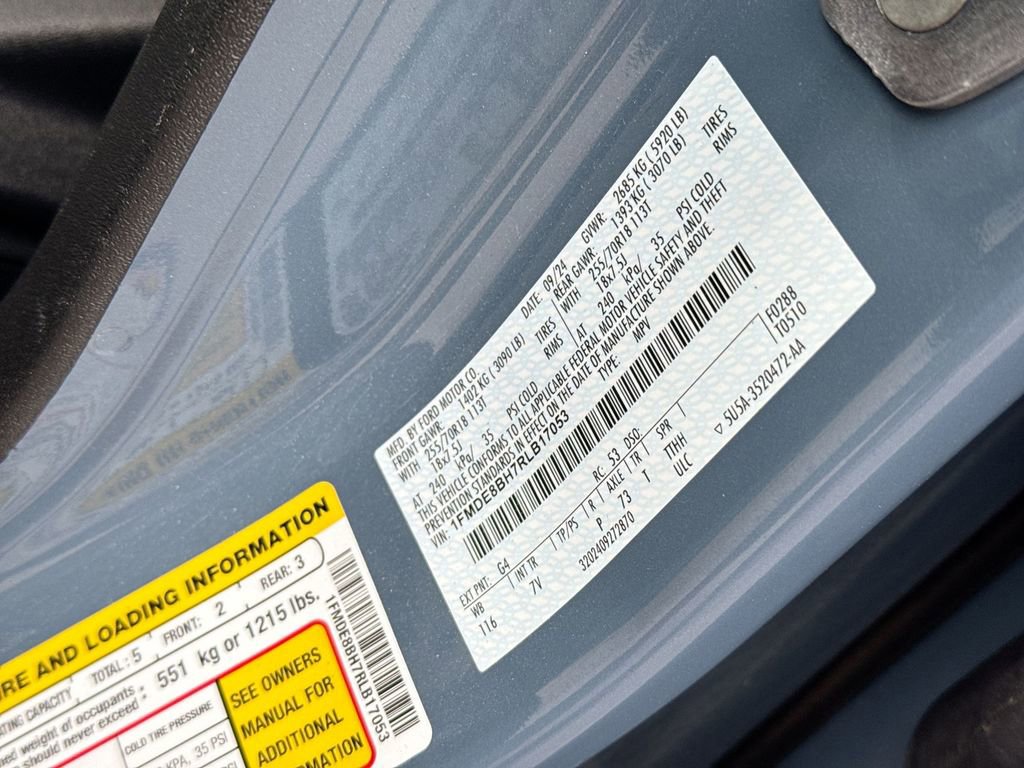 MFD. BY FORD MOTOR CO.
DATE: 09/24
GVWR: 2685 KG ( 5920 LB)
FRONT GAWR: 1402 KG ( 3090 LB)
REAR GAWR: 1393 KG ( 3070 LB)
WITH 255/70R18 113T TIRES
WITH 255/70R18 113T TIRES
18x7.5J RIMS
18x7.5J RIMS
AT 240 kPa/ 35 PSI COLD
AT 240 kPa/ 35 PSI COLD
THIS VEHICLE CONFORMS TO ALL APPLICABLE FEDERAL MOTOR VEHICLE SAFETY AND THEFT
PREVENTION STANDARDS IN EFFECT ON THE DATE OF MANUFACTURE SHOWN ABOVE.
VIN: 1FMDE8BH7RLB17053
TYPE: MPV
EXT PNT: G4
RC: 53 DSO:
F0288
WB INT TR TP/PS R AXLE TR SPR
T0510
116 7V P 73 T TTHH
3202409272870
ULC
▽ 5U5A-3520472-AA
RE AND LOADING INFORMATION
TING CAPACITY TOTAL: 5 FRONT: 2 REAR: 3
ned weight of occupants
should never exceed : 551 kg or 1215 lbs.
COLD TIRE PRESSURE
KPA, 35 PSI
SEE OWNERS
MANUAL FOR
ADDITIONAL
INFORMATION
1FMDE8BH7RLB17053